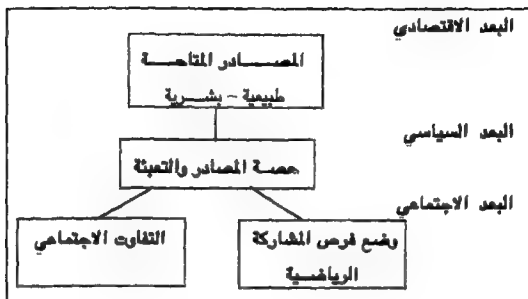 البعد الاقتصادي
المصادر المتاحة
طبيعية – بشرية
البعد السياسي
حصة المصادر والتعبئة
البعد الاجتماعي
وضع فرص المشاركة
الرياضية
التفاوت الاجتماعي